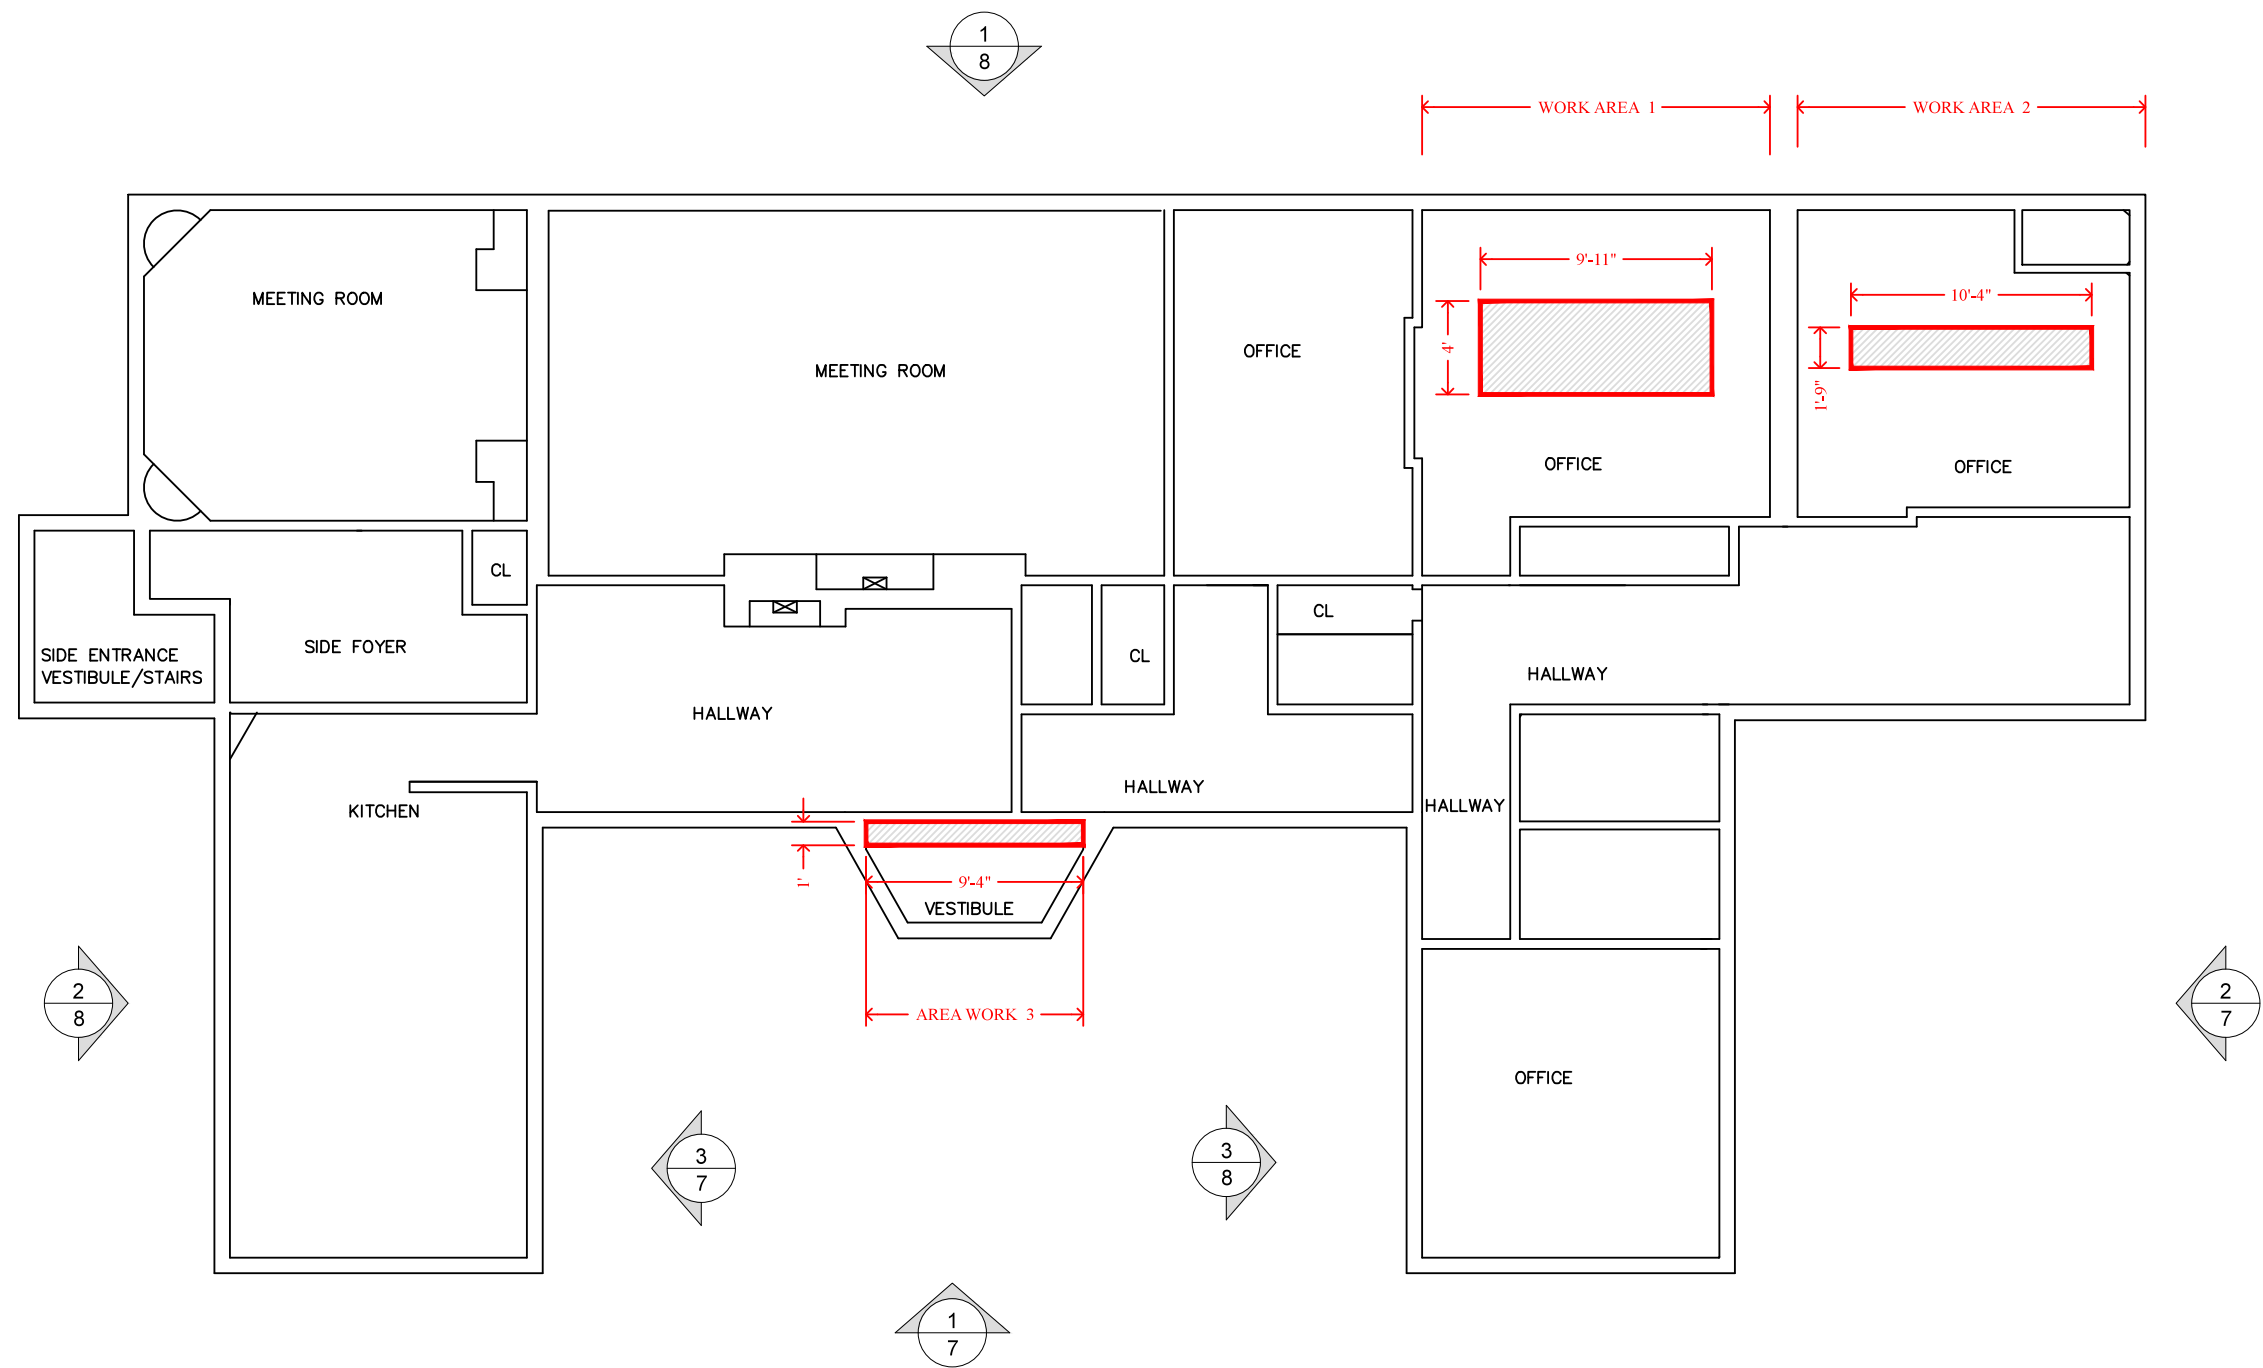 1
8
WORK AREA 1
WORK AREA 2
9'-11"
10'-4"
MEETING ROOM
4'
OFFICE
MEETING ROOM
1'-9"
OFFICE
OFFICE
CL
CL
SIDE ENTRANCE
VESTIBULE/STAIRS
SIDE FOYER
CL
HALLWAY
HALLWAY
HALLWAY
KITCHEN
HALLWAY
1'
9'-4"
VESTIBULE
2
8
AREA WORK 3
2
7
OFFICE
3
7
3
8
1
7